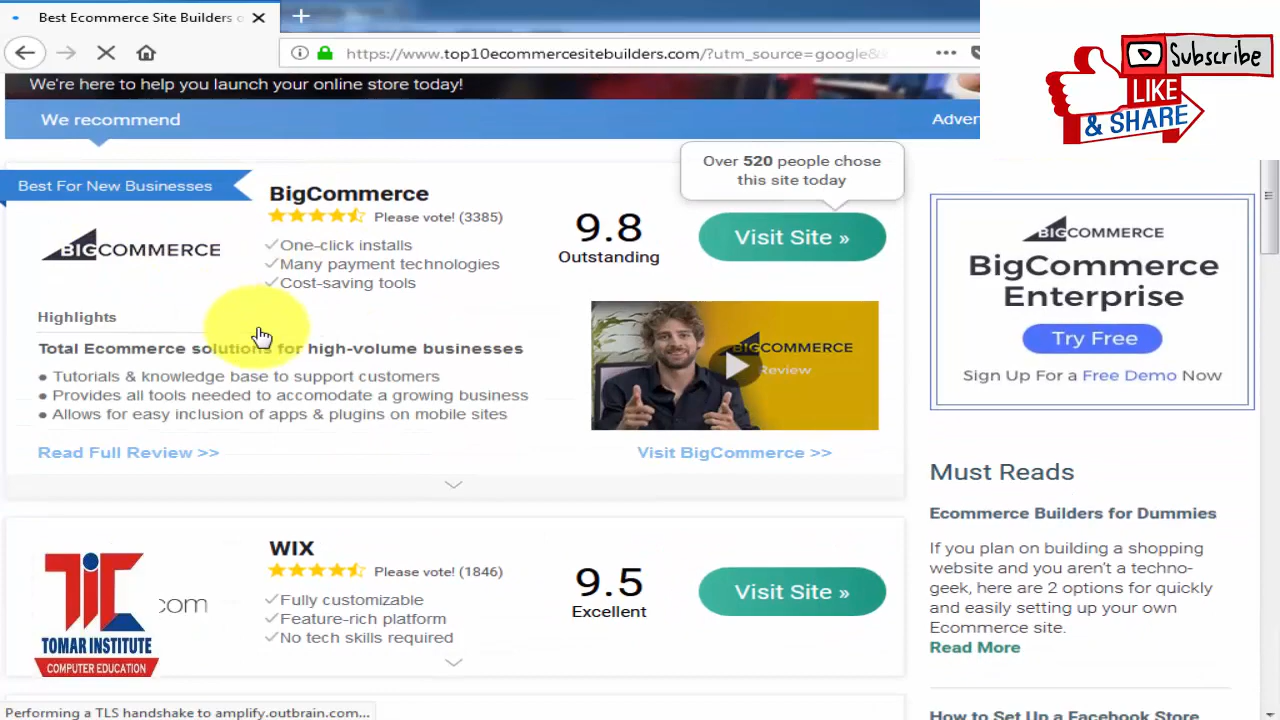 Best Ecommerce Site Builders
https://www.top10ecommercesitebuilders.com/?utm_source=google&
Subscribe
LIKE
& SHARE
We're here to help you launch your online store today!
We recommend
Adver
Over 520 people chose
this site today
Best For New Businesses
BigCommerce
Please vote! (3385)
One-click installs
Many payment technologies
Cost-saving tools
BIGCOMMERCE
9.8
Outstanding
Visit Site »
Highlights
Total Ecommerce solutions for high-volume businesses
• Tutorials & knowledge base to support customers
• Provides all tools needed to accomodate a growing business
• Allows for easy inclusion of apps & plugins on mobile sites
BIGCOMMERCE
Review
Read Full Review >>
Visit BigCommerce >>
WIX
Please vote! (1846)
Fully customizable
Feature-rich platform
No tech skills required
9.5
Excellent
Visit Site »
.com
TIC
TOMAR INSTITUTE
COMPUTER EDUCATION
BIGCOMMERCE
BigCommerce
Enterprise
Try Free
Sign Up For a Free Demo Now
Must Reads
Ecommerce Builders for Dummies
If you plan on building a shopping
website and you aren't a techno-
geek, here are 2 options for quickly
and easily setting up your own
Ecommerce site.
Read More
How to Set Up a Facebook Store
Performing a TLS handshake to amplify.outbrain.com...